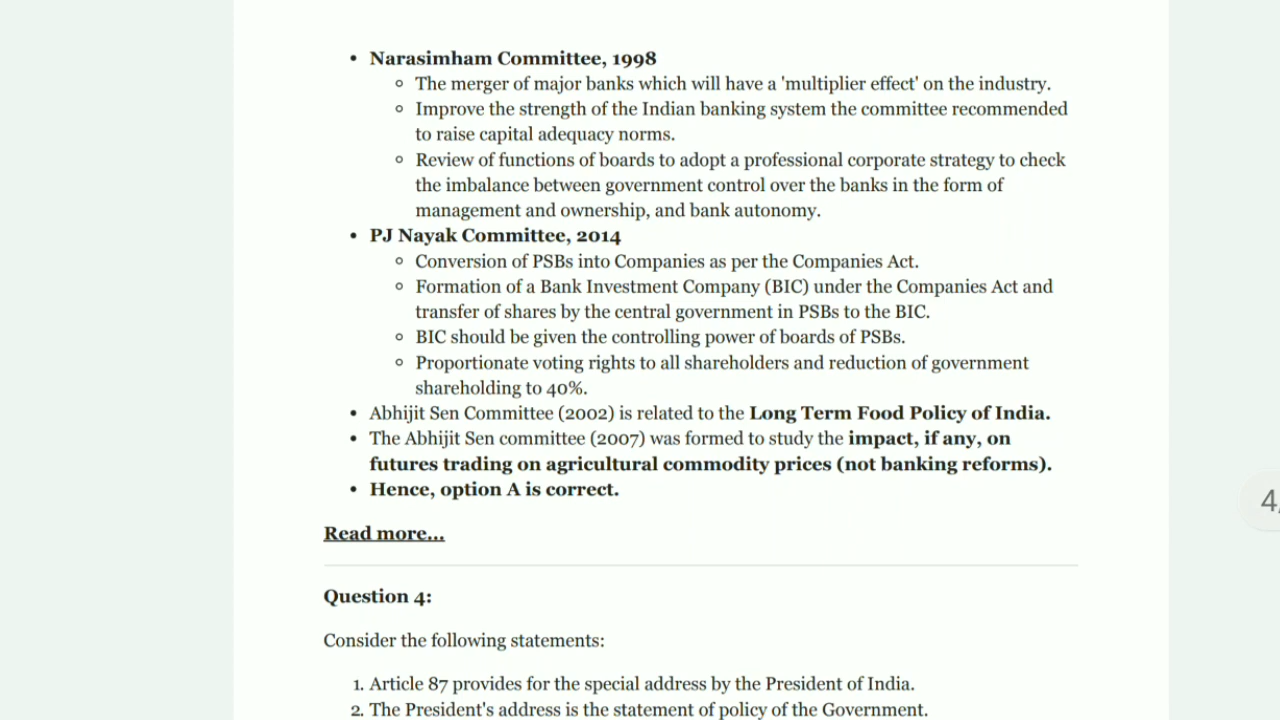 • Narasimham Committee, 1998
◦ The merger of major banks which will have a 'multiplier effect' on the industry.
◦ Improve the strength of the Indian banking system the committee recommended
to raise capital adequacy norms.
◦ Review of functions of boards to adopt a professional corporate strategy to check
the imbalance between government control over the banks in the form of
management and ownership, and bank autonomy.
• PJ Nayak Committee, 2014
◦ Conversion of PSBs into Companies as per the Companies Act.
◦ Formation of a Bank Investment Company (BIC) under the Companies Act and
transfer of shares by the central government in PSBs to the BIC.
◦ BIC should be given the controlling power of boards of PSBs.
◦ Proportionate voting rights to all shareholders and reduction of government
shareholding to 40%.
• Abhijit Sen Committee (2002) is related to the Long Term Food Policy of India.
• The Abhijit Sen committee (2007) was formed to study the impact, if any, on
futures trading on agricultural commodity prices (not banking reforms).
• Hence, option A is correct.
4/
Read more...
Question 4:
Consider the following statements:
1. Article 87 provides for the special address by the President of India.
2. The President's address is the statement of policy of the Government.